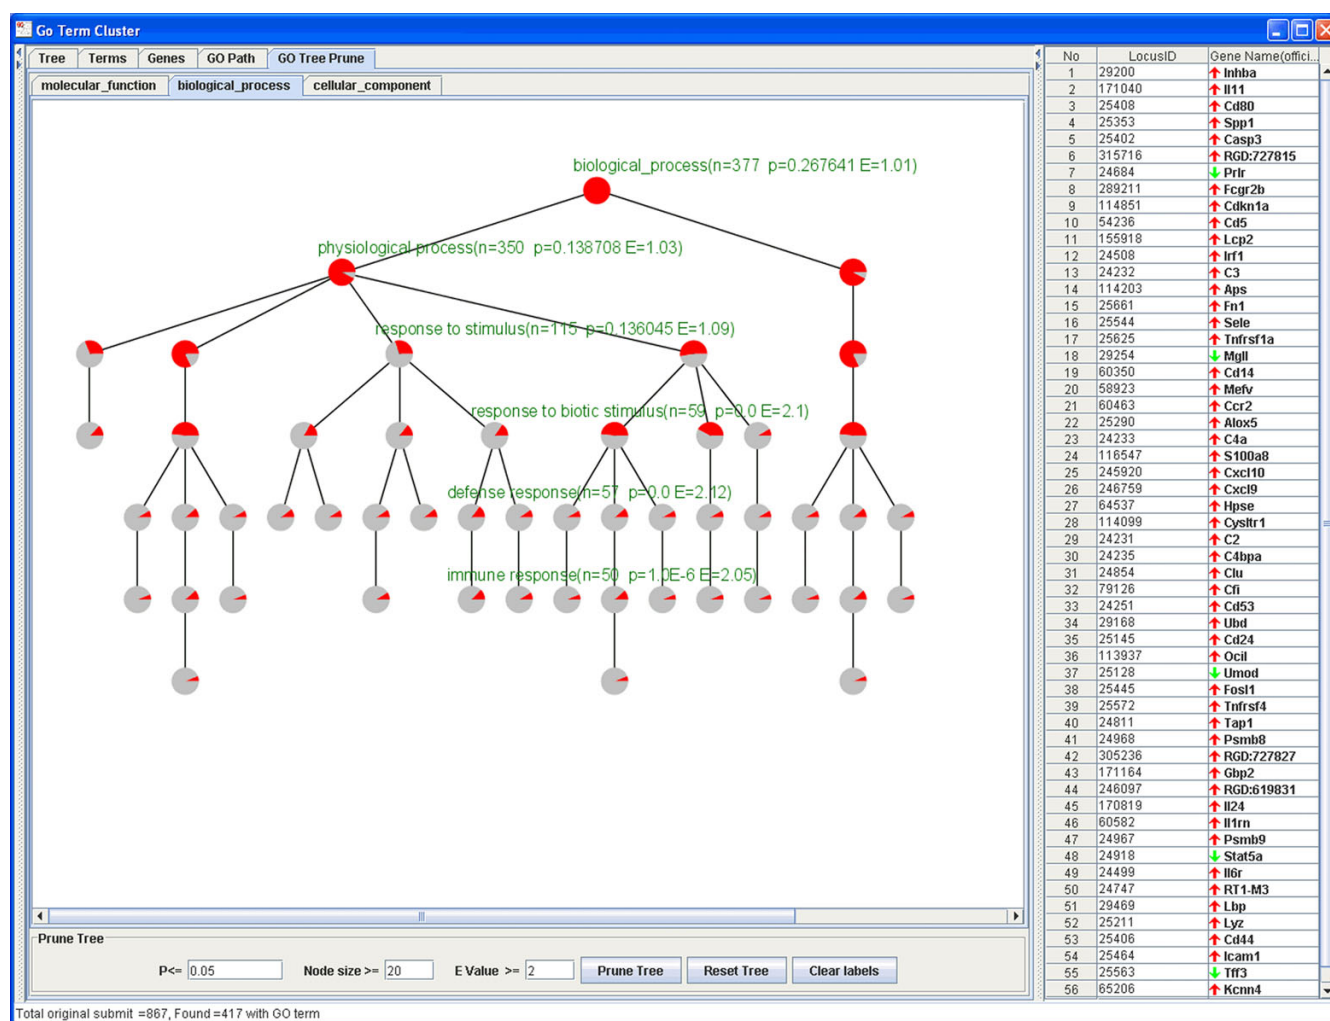 Go Term Cluster
Tree Terms Genes GO Path GO Tree Prune
molecular_function biological_process cellular_component
biological_process(n=377 p=0.267641 E=1.01)
physiological process(n=350 p=0.138708 E=1.03)
response to stimulus(n=115 p=0.136045 E=1.09)
response to biotic stimulus(n=59 p=0.0 E=2.1)
defense response(n=57 p=0.0 E=2.12)
immune response(n=50 p=1.0E-6 E=2.05)
Prune Tree
P<= 0.05 Node size >= 20 E Value >= 2 Prune Tree Reset Tree Clear labels
No LocusID Gene Name(offici...
1 29200 Inhba
2 171040 Il11
3 25408 Cd80
4 25353 Spp1
5 25402 Casp3
6 315716 RGD:727815
7 24684 Prlr
8 289211 Fcgr2b
9 114851 Cdkn1a
10 54236 Cd5
11 155918 Lcp2
12 24508 Irf1
13 24232 C3
14 114203 Aps
15 25661 Fn1
16 25544 Sele
17 25625 Tnfrsf1a
18 29254 Mgll
19 60350 Cd14
20 58923 Mefv
21 60463 Ccr2
22 25290 Alox5
23 24233 C4a
24 116547 S100a8
25 245920 Cxcl10
26 246759 Cxcl9
27 64537 Hpse
28 114099 Cysltr1
29 24231 C2
30 24235 C4bpa
31 24854 Clu
32 79126 Cfi
33 24251 Cd53
34 29168 Ubd
35 25145 Cd24
36 113937 Ocil
37 25128 Umod
38 25445 Fosl1
39 25572 Tnfrsf4
40 24811 Tap1
41 24968 Psmb8
42 305236 RGD:727827
43 171164 Gbp2
44 246097 RGD:619831
45 170819 Il24
46 60582 Il1rn
47 24967 Psmb9
48 24918 Stat5a
49 24499 Il6r
50 24747 RT1-M3
51 29469 Lbp
52 25211 Lyz
53 25406 Cd44
54 25464 Icam1
55 25563 Tff3
56 65206 Kcnn4
Total original submit =867, Found =417 with GO term